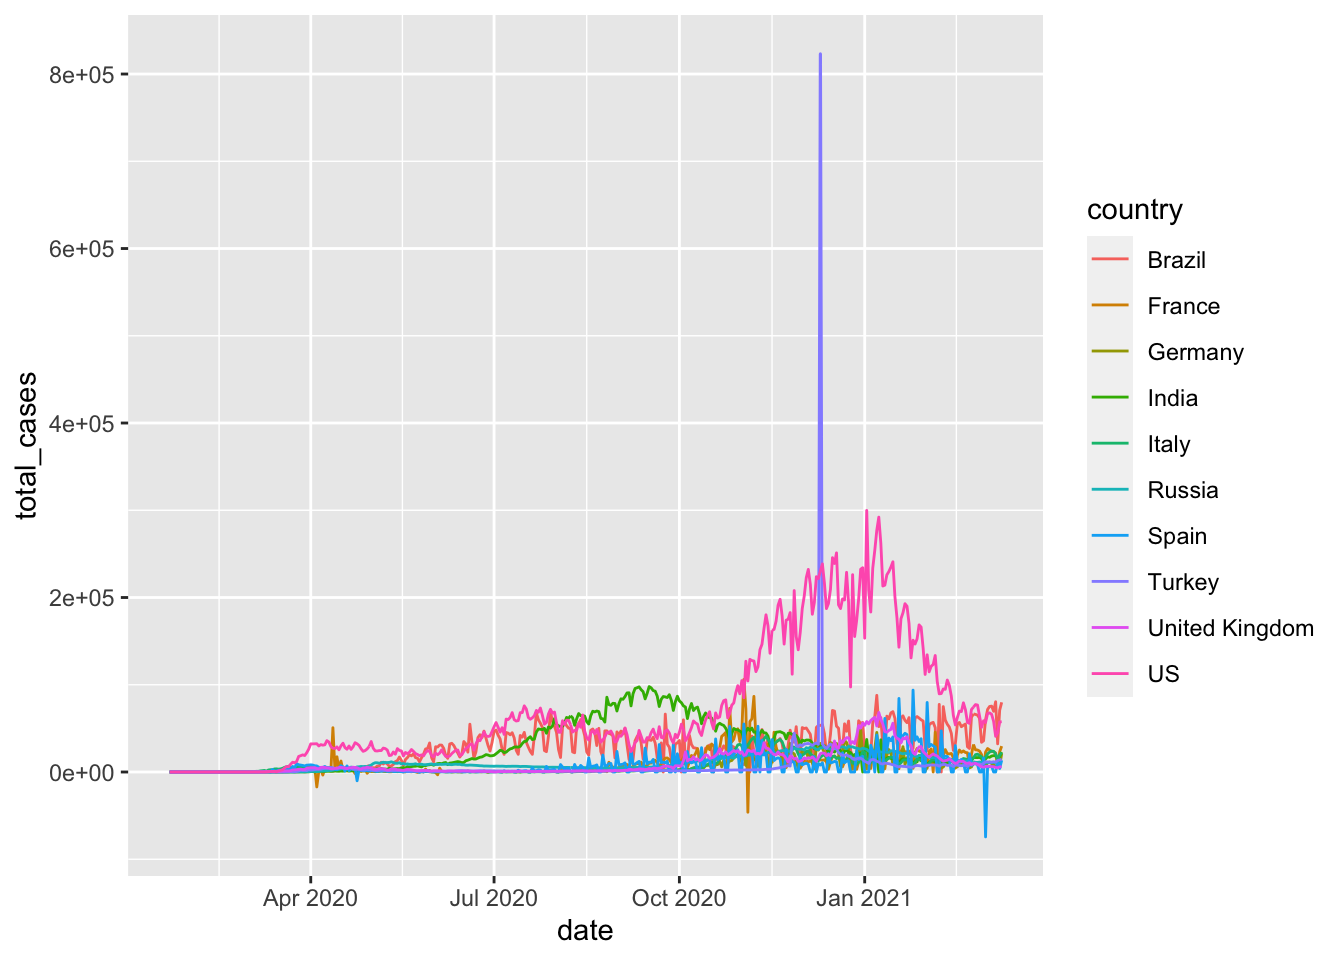 8e+05
6e+05
4e+05
2e+05
0e+00
total_cases
Apr 2020
Jul 2020
Oct 2020
Jan 2021
date
country
Brazil
France
Germany
India
Italy
Russia
Spain
Turkey
United Kingdom
US